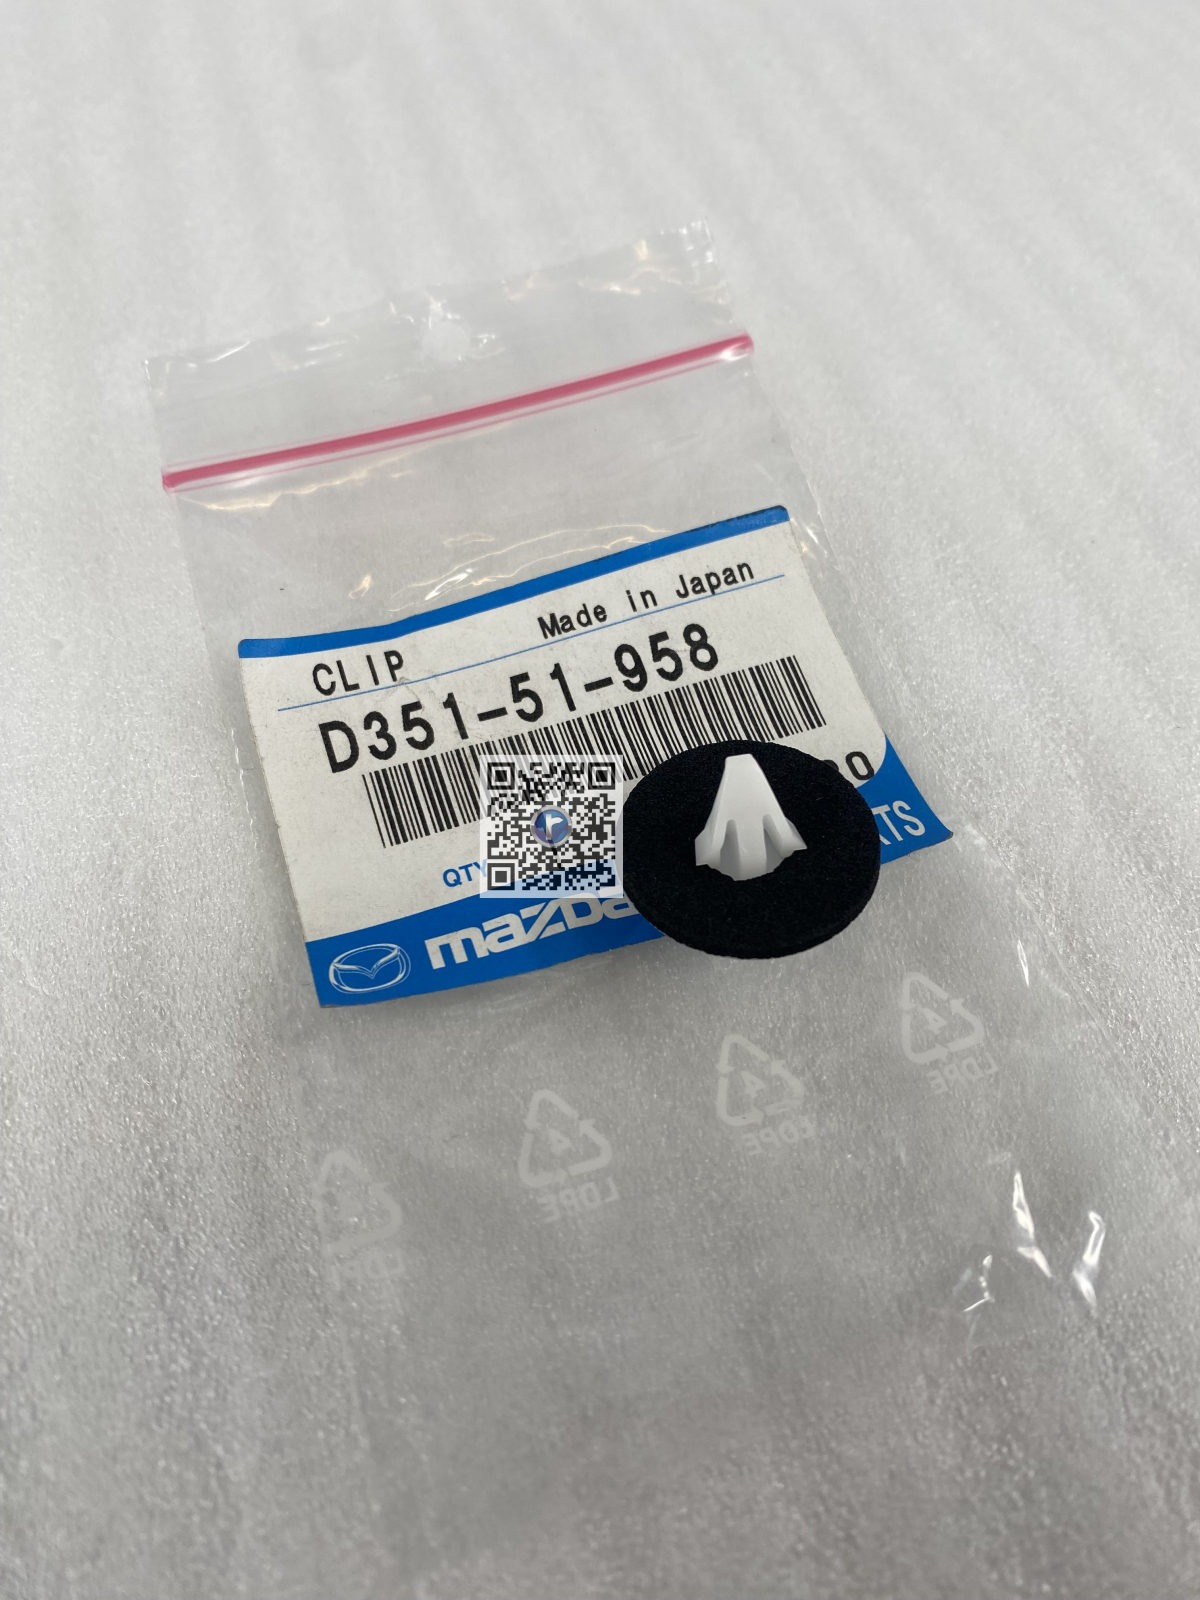 CLIP
Made in Japan
D351-51-958
QTY
mazda
LDPE
LDPE
LDPE
LDPE